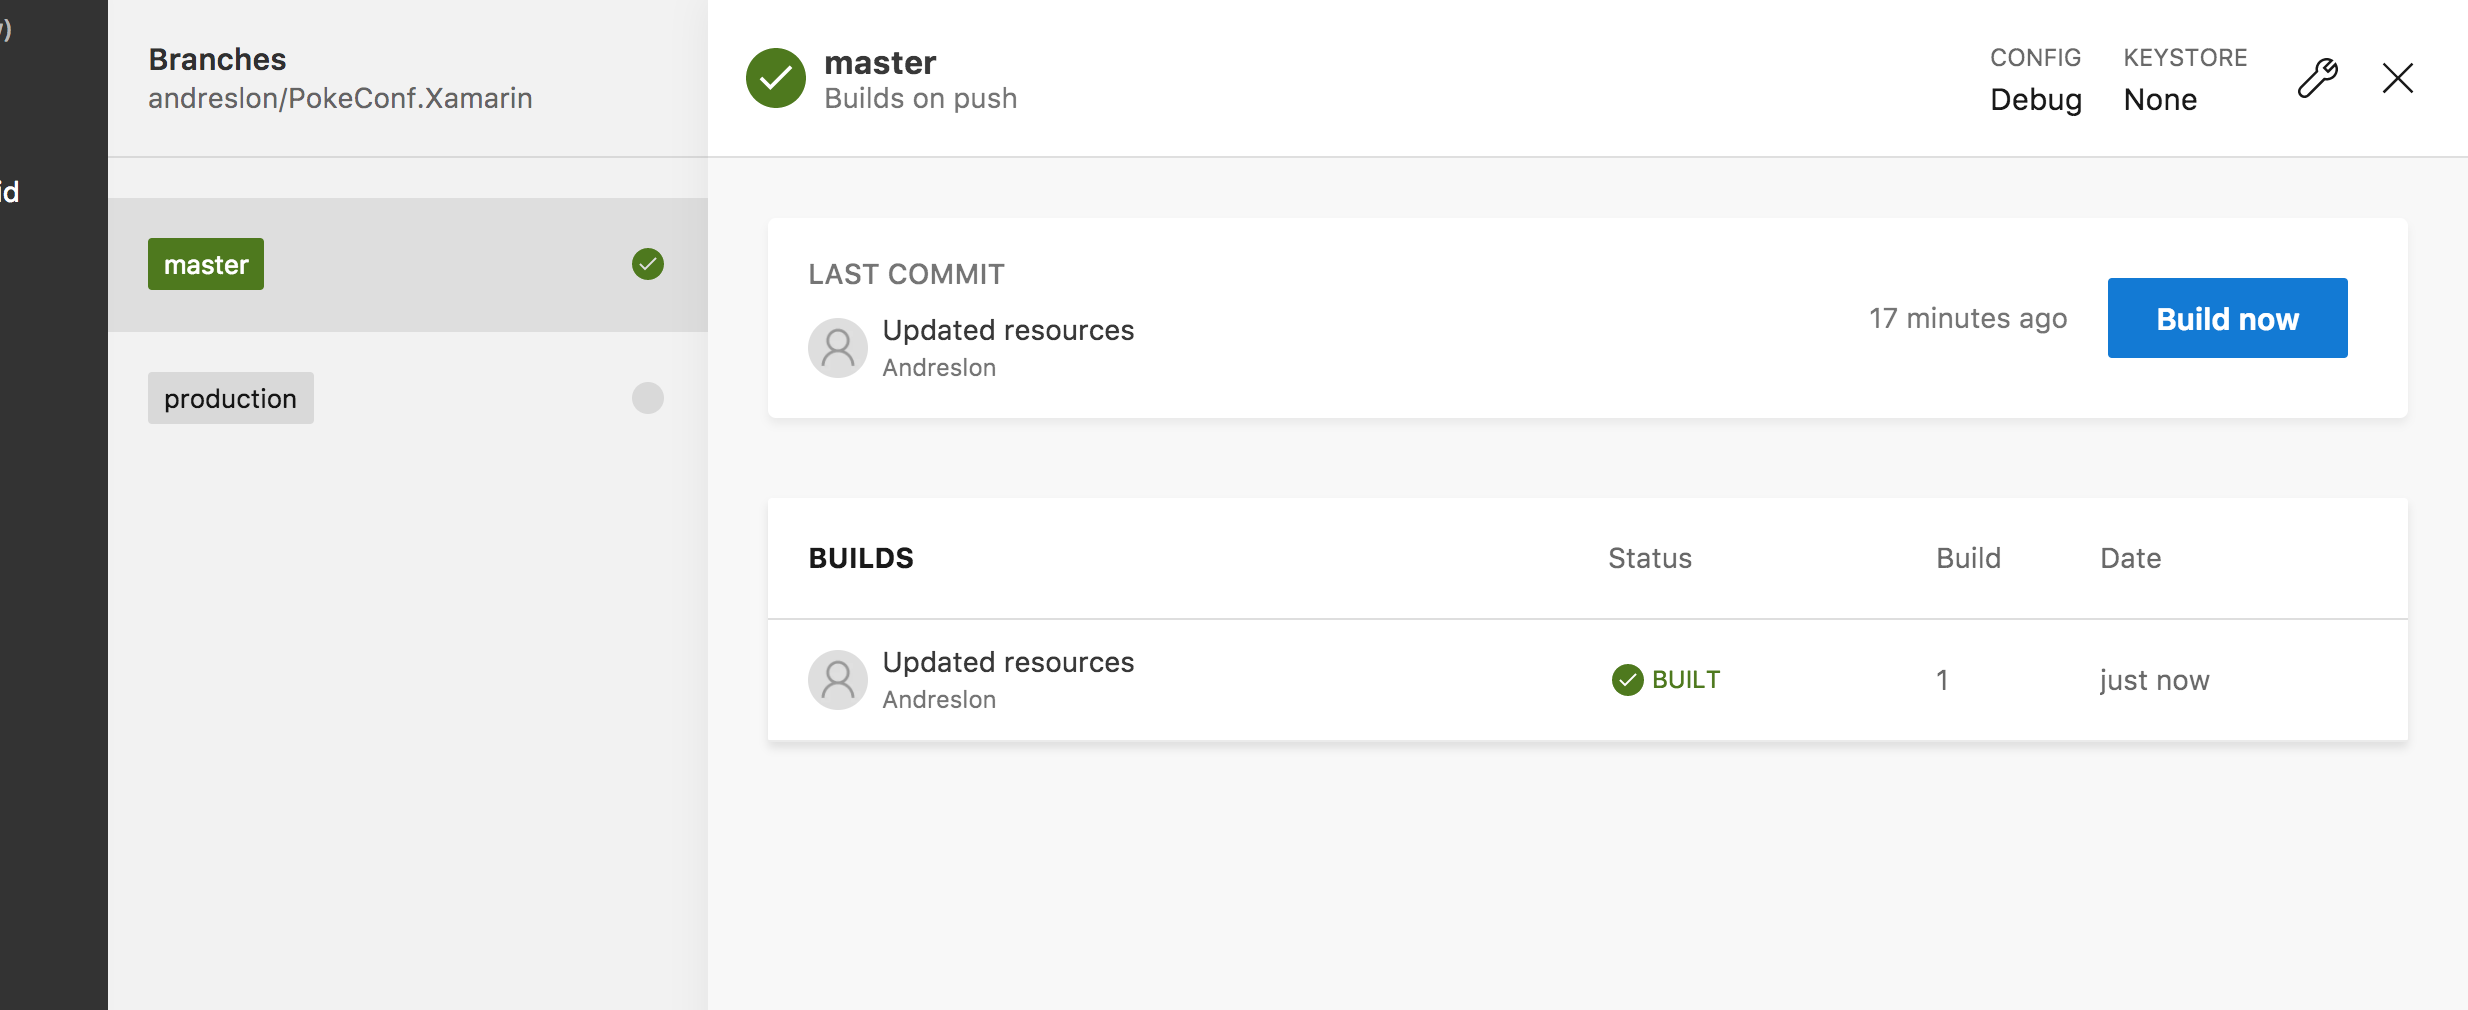 Branches
andreslon/PokeConf.Xamarin
master
production
master
Builds on push
CONFIG
Debug
KEYSTORE
None
LAST COMMIT
Updated resources
Andreslon
17 minutes ago
Build now
BUILDS Status Build Date
Updated resources
Andreslon
BUILT 1 just now